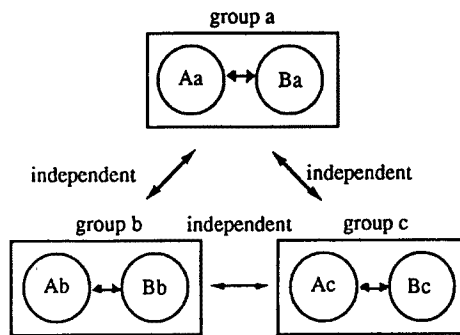 group a
Aa Ba
independent independent
group b independent group c
Ab Bb Ac Bc